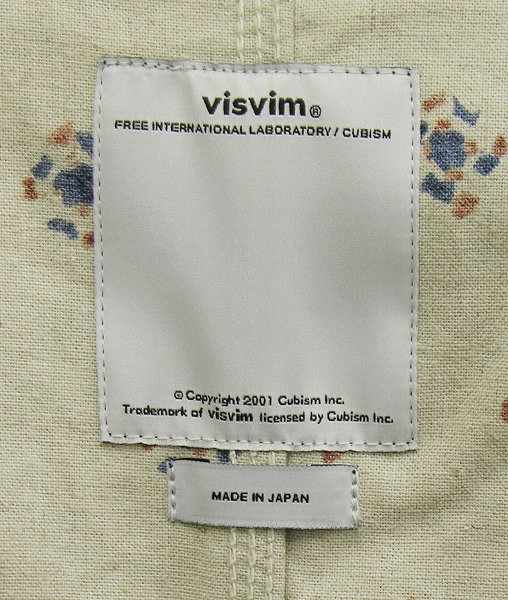 visvim®
FREE INTERNATIONAL LABORATORY / CUBISM
© Copyright 2001 Cubism Inc.
Trademark of visvim licensed by Cubism Inc.
MADE IN JAPAN